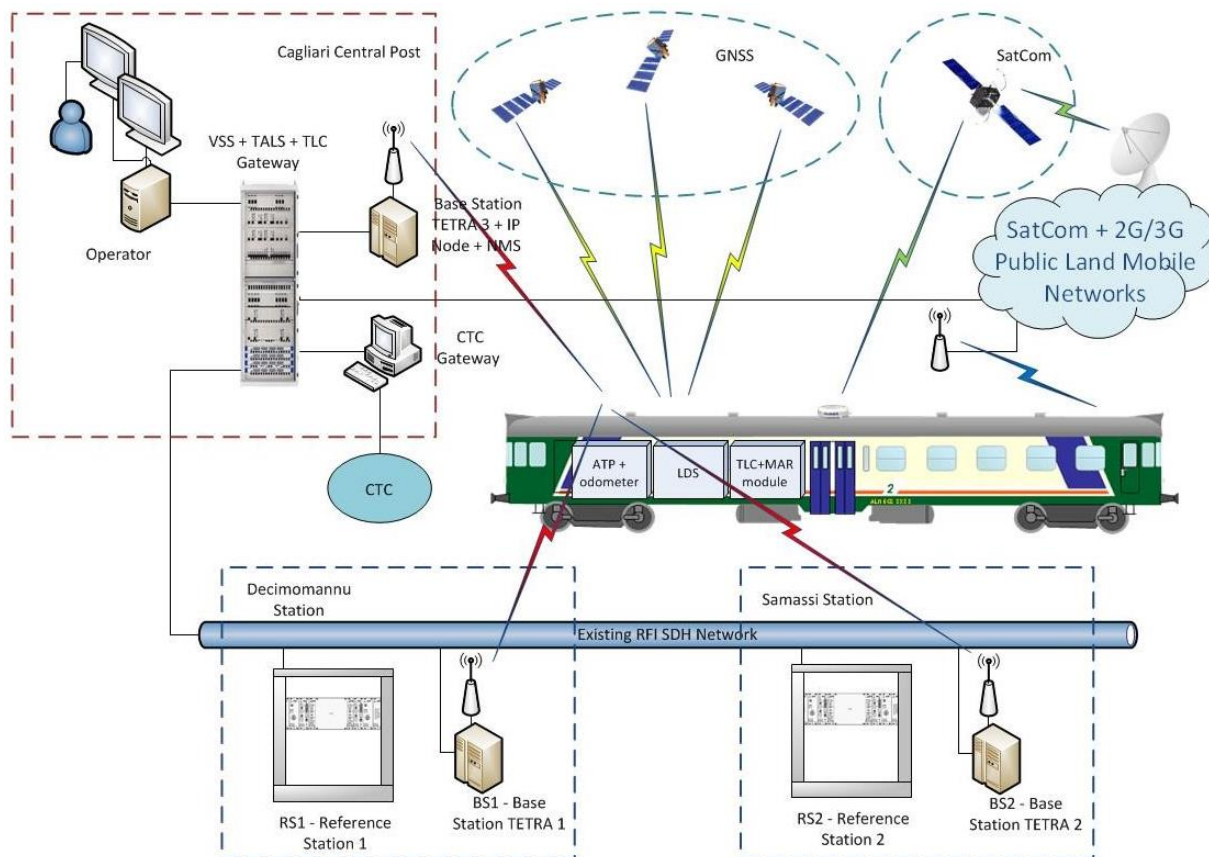 Cagliari Central Post
GNSS
SatCom
VSS + TALS + TLC
Gateway
Operator
Base Station
TETRA 3 + IP
Node + NMS
SatCom + 2G/3G
Public Land Mobile
Networks
CTC
Gateway
CTC
ATP +
odometer
LDS
TLC+MAR
module
2
Decimomannu
Station
Samassi Station
Existing RFI SDH Network
RS1 - Reference
Station 1
BS1 - Base
Station TETRA 1
RS2 - Reference
Station 2
BS2 - Base
Station TETRA 2